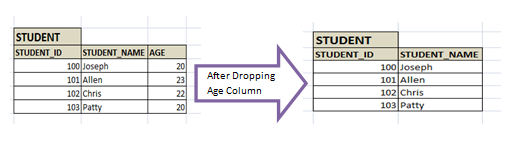 STUDENT
STUDENT_ID STUDENT_NAME AGE
100 Joseph 20
101 Allen 23
102 Chris 22
103 Patty 20
After Dropping
Age Column
STUDENT
STUDENT_ID STUDENT_NAME
100 Joseph
101 Allen
102 Chris
103 Patty